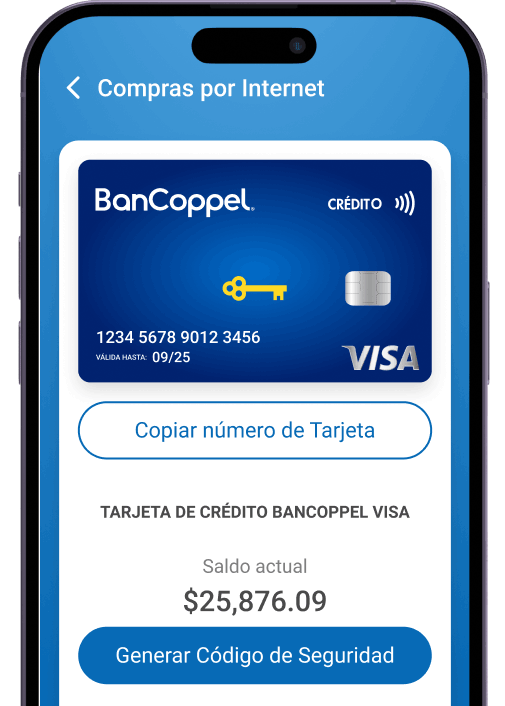 Compras por Internet
BanCoppel
CRÉDITO
1234 5678 9012 3456
VÁLIDA HASTA: 09/25
VISA
Copiar número de Tarjeta
TARJETA DE CRÉDITO BANCOPPEL VISA
Saldo actual
$25,876.09
Generar Código de Seguridad